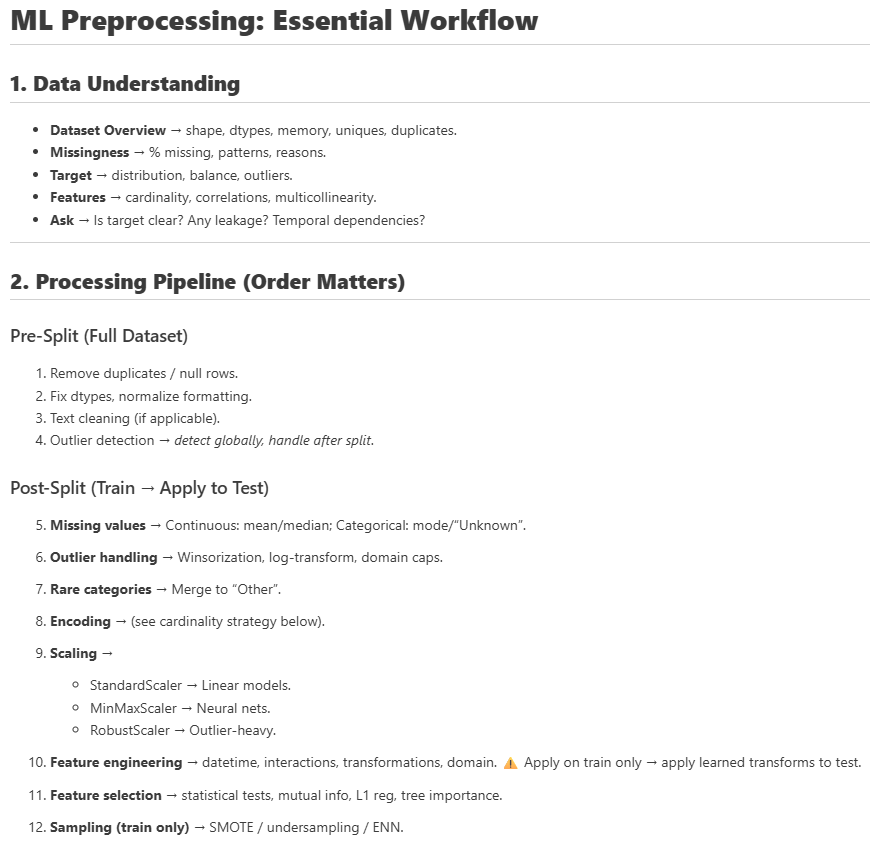 ML Preprocessing: Essential Workflow
1. Data Understanding
• Dataset Overview → shape, dtypes, memory, uniques, duplicates.
• Missingness → % missing, patterns, reasons.
• Target → distribution, balance, outliers.
• Features → cardinality, correlations, multicollinearity.
• Ask → Is target clear? Any leakage? Temporal dependencies?
2. Processing Pipeline (Order Matters)
Pre-Split (Full Dataset)
1. Remove duplicates / null rows.
2. Fix dtypes, normalize formatting.
3. Text cleaning (if applicable).
4. Outlier detection → detect globally, handle after split.
Post-Split (Train → Apply to Test)
5. Missing values → Continuous: mean/median; Categorical: mode/“Unknown”.
6. Outlier handling → Winsorization, log-transform, domain caps.
7. Rare categories → Merge to “Other”.
8. Encoding → (see cardinality strategy below).
9. Scaling →
◦ StandardScaler → Linear models.
◦ MinMaxScaler → Neural nets.
◦ RobustScaler → Outlier-heavy.
10. Feature engineering → datetime, interactions, transformations, domain. ⚠️ Apply on train only → apply learned transforms to test.
11. Feature selection → statistical tests, mutual info, L1 reg, tree importance.
12. Sampling (train only) → SMOTE / undersampling / ENN.